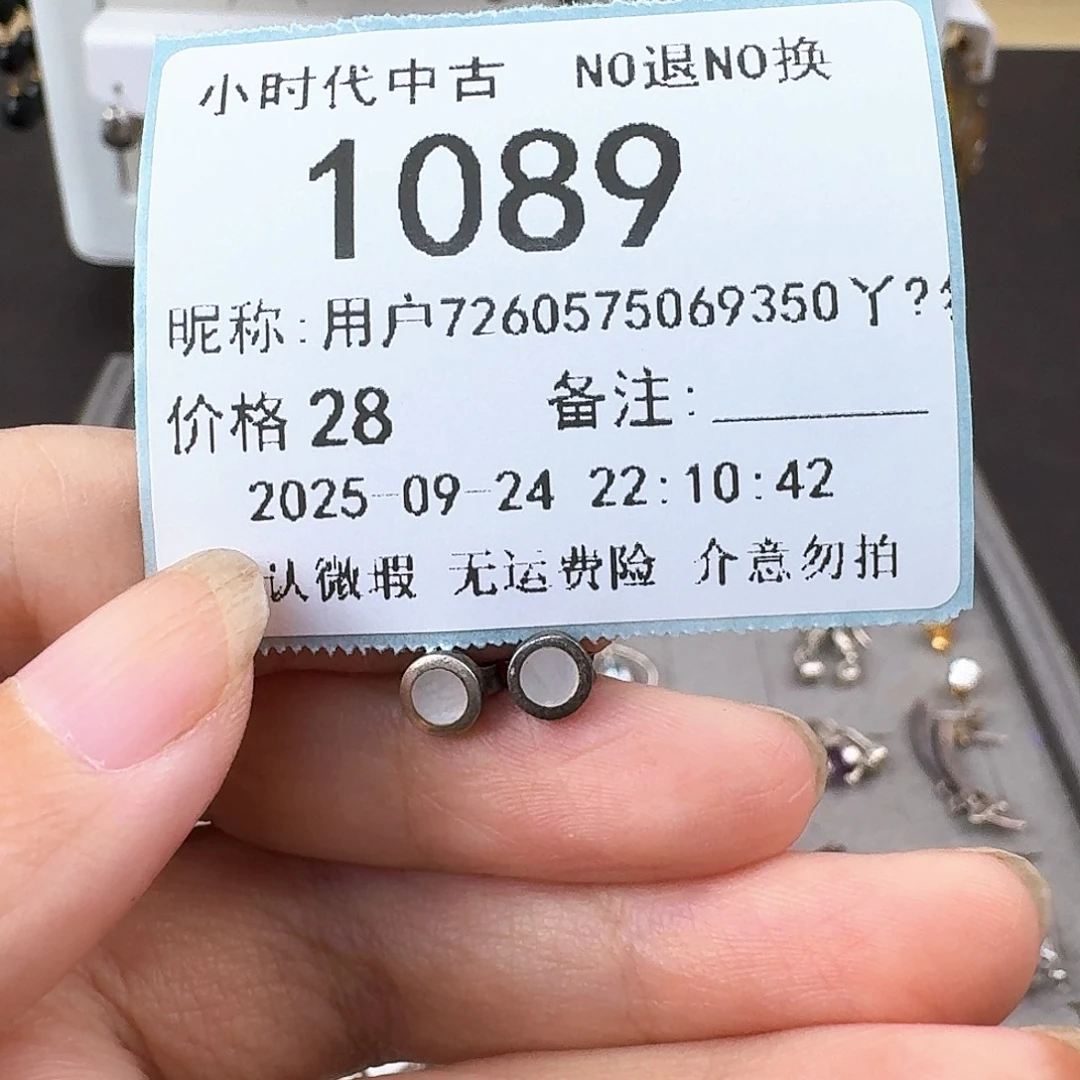 小时代中古 NO退NO换
1089
昵称:用户7260575069350丫?
价格 28 备注:
2025-09-24 22:10:42
认微瑕 无运费险 介意勿拍